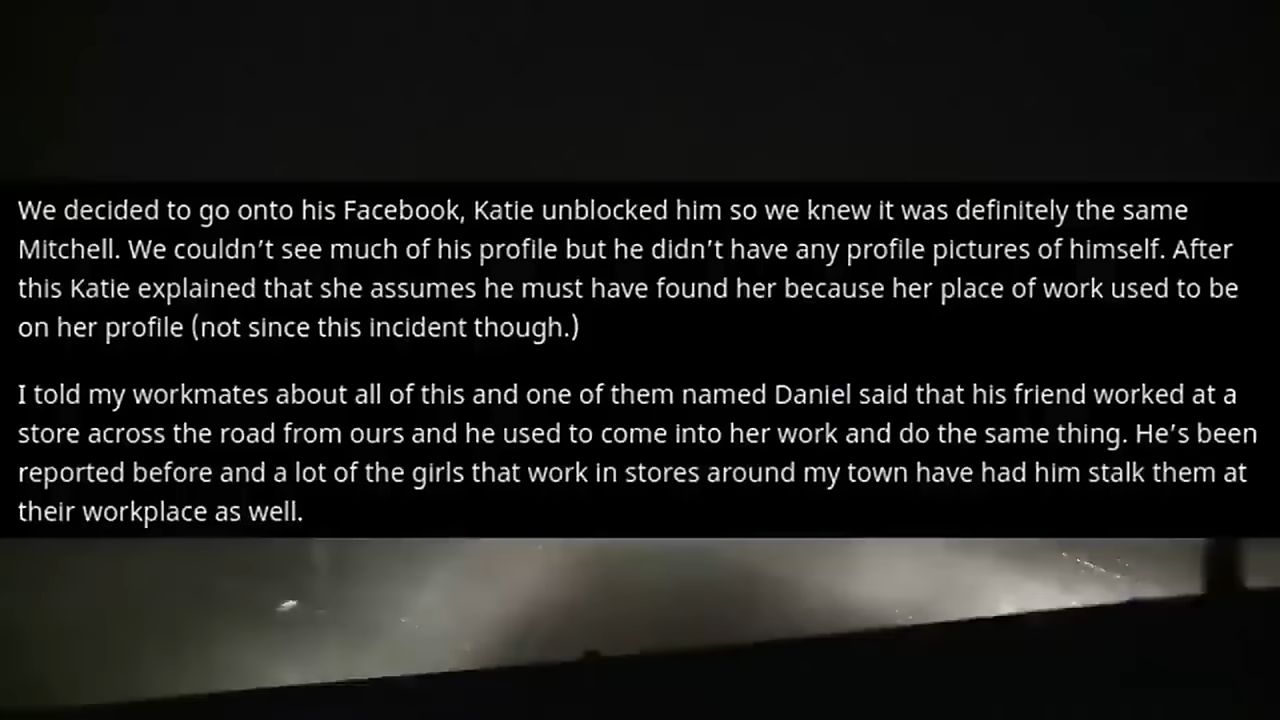 We decided to go onto his Facebook, Katie unblocked him so we knew it was definitely the same
Mitchell. We couldn’t see much of his profile but he didn’t have any profile pictures of himself. After
this Katie explained that she assumes he must have found her because her place of work used to be
on her profile (not since this incident though.)
I told my workmates about all of this and one of them named Daniel said that his friend worked at a
store across the road from ours and he used to come into her work and do the same thing. He’s been
reported before and a lot of the girls that work in stores around my town have had him stalk them at
their workplace as well.